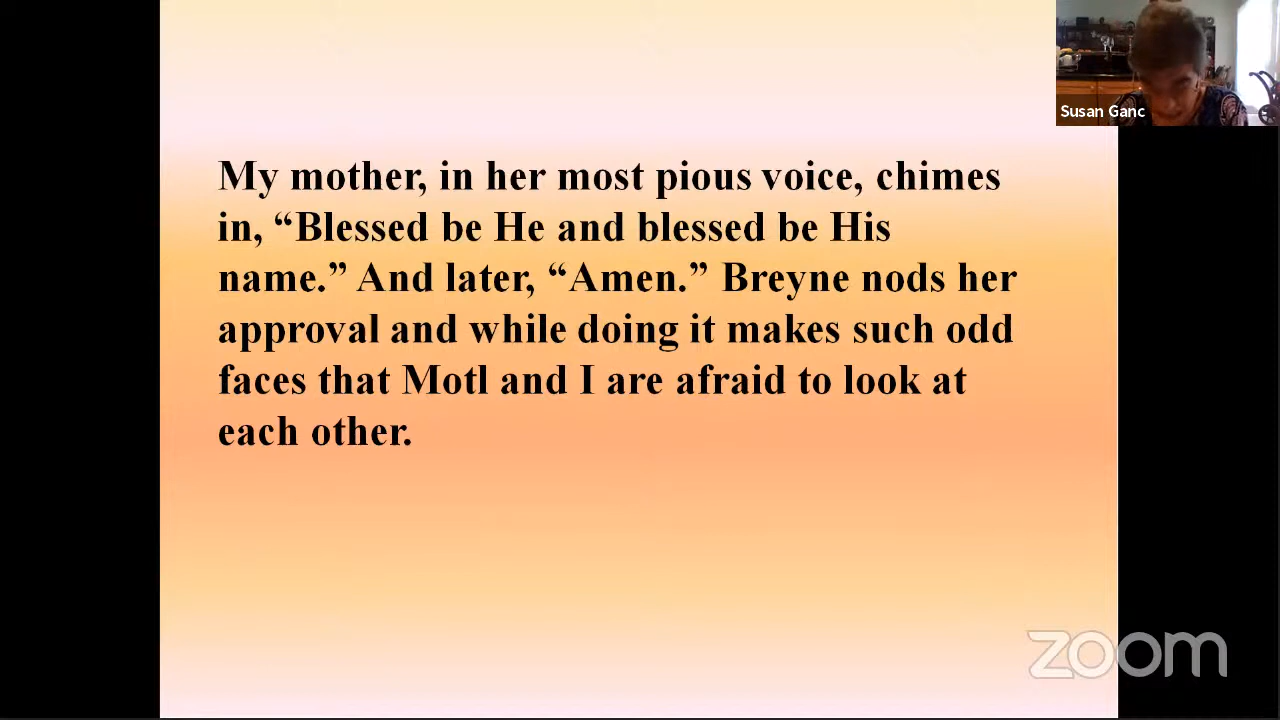 Susan Ganc
My mother, in her most pious voice, chimes
in, “Blessed be He and blessed be His
name.” And later, “Amen.” Breyne nods her
approval and while doing it makes such odd
faces that Motl and I are afraid to look at
each other.
zoom